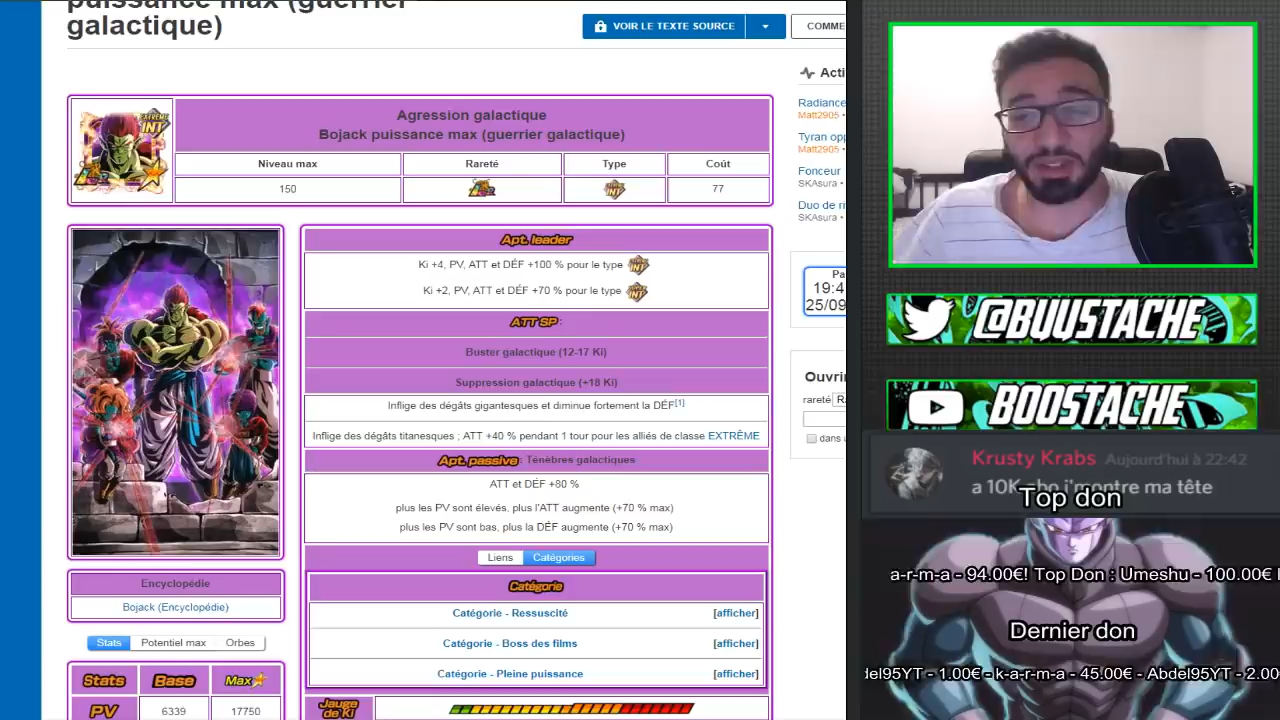 puissance max (guerrier
galactique)
VOIR LE TEXTE SOURCE
COMME
Acti
Radiance
Matt2905 •
Tyran opp
Matt2905 •
Fonceur
SKAsura •
Duo de m
SKAsura •
EXTREME
INT
Agression galactique
Bojack puissance max (guerrier galactique)
Niveau max
Rareté
Type
Coût
150
77
Apt. leader
Ki +4, PV, ATT et DÉF +100 % pour le type
Ki +2, PV, ATT et DÉF +70 % pour le type
ATT SP :
Buster galactique (12-17 Ki)
Suppression galactique (+18 Ki)
Inflige des dégâts gigantesques et diminue fortement la DÉF[1]
Inflige des dégâts titanesques ; ATT +40 % pendant 1 tour pour les alliés de classe EXTRÊME
Apt. passive : Ténèbres galactiques
ATT et DÉF +80 %
plus les PV sont élevés, plus l'ATT augmente (+70 % max)
plus les PV sont bas, plus la DÉF augmente (+70 % max)
Liens
Catégories
Catégorie
Catégorie - Ressuscité
[afficher]
Catégorie - Boss des films
[afficher]
Catégorie - Pleine puissance
[afficher]
Jauge
de Ki
Encyclopédie
Bojack (Encyclopédie)
Stats
Potentiel max
Orbes
Stats
Base
Max
PV
6339
17750
Pa
19:4
25/09
Ouvrir
rareté
dans u
@BUUSTACHE
BOOSTACHE
Krusty Krabs Aujourd'hui à 22:42
a 10K abo j'montre ma tête
Top don
a-r-m-a - 94.00€! Top Don : Umeshu - 100.00€
Dernier don
del95YT - 1.00€ - k-a-r-m-a - 45.00€ - Abdel95YT - 2.00